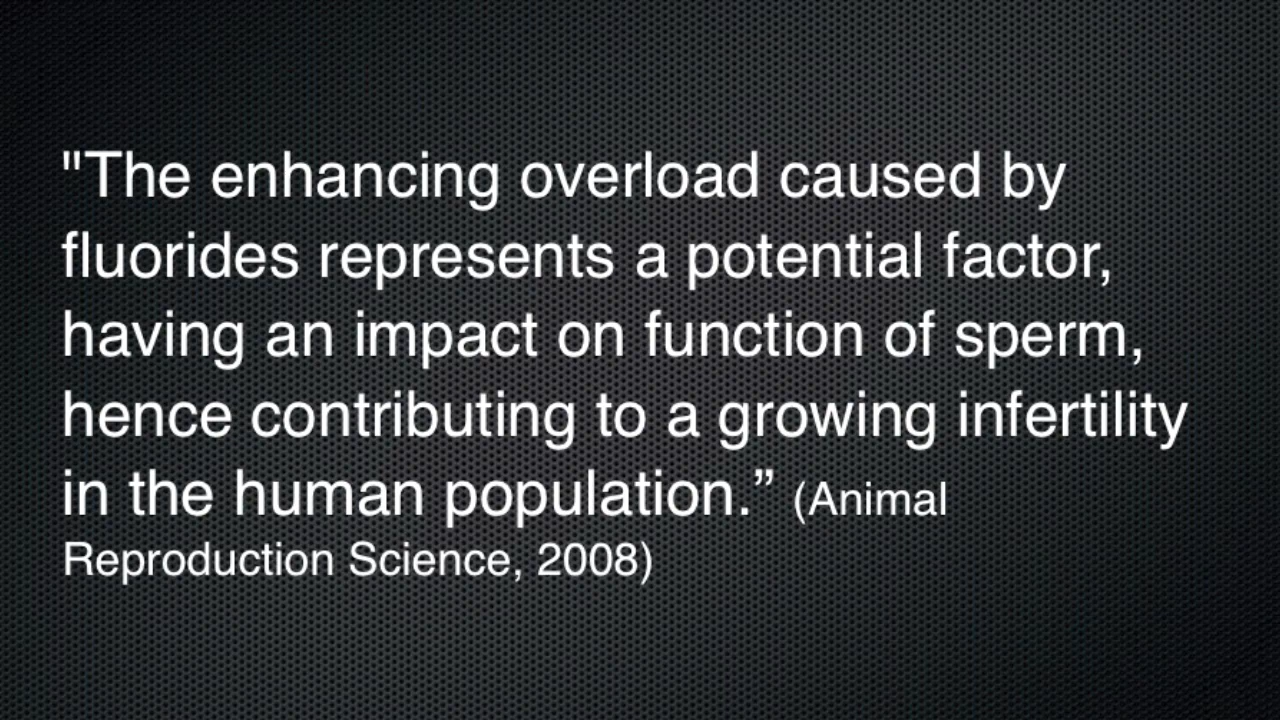 "The enhancing overload caused by
fluorides represents a potential factor,
having an impact on function of sperm,
hence contributing to a growing infertility
in the human population.” (Animal
Reproduction Science, 2008)